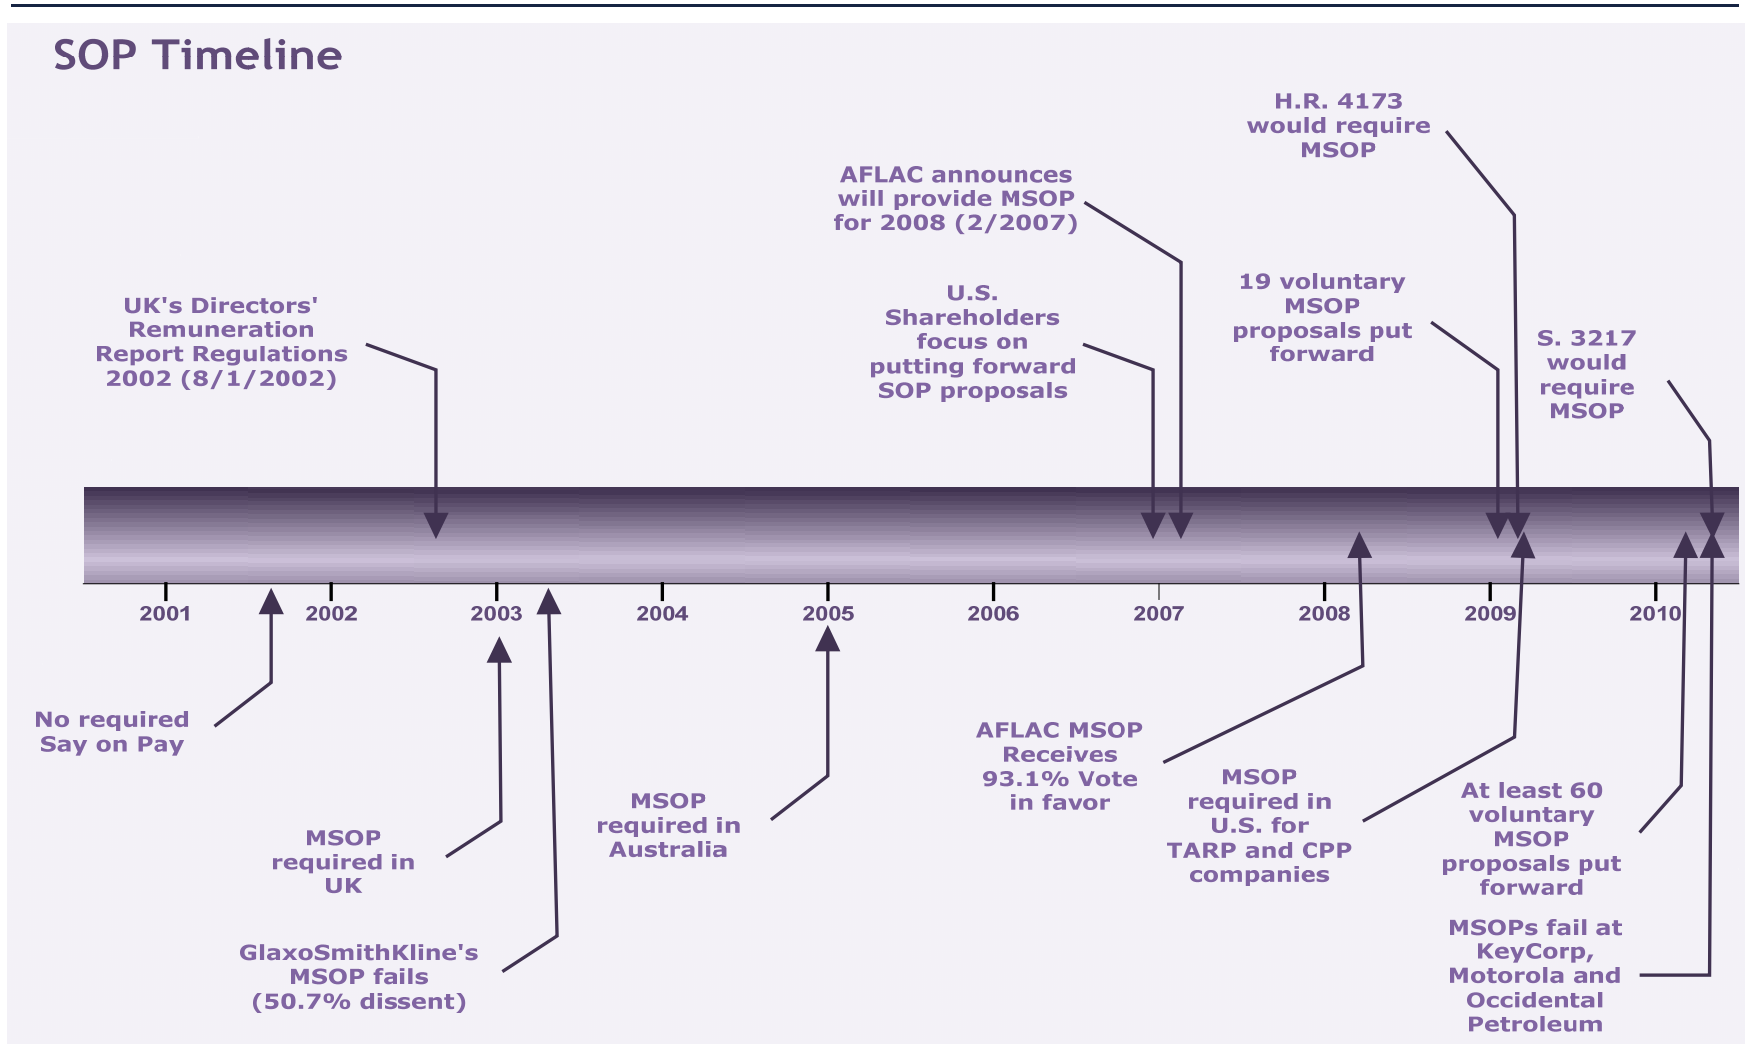 SOP Timeline
H.R. 4173
would require
MSOP
AFLAC announces
will provide MSOP
for 2008 (2/2007)
19 voluntary
MSOP
proposals put
forward
UK's Directors'
Remuneration
Report Regulations
2002 (8/1/2002)
U.S.
Shareholders
focus on
putting forward
SOP proposals
S. 3217
would
require
MSOP
2001
2002
2003
2004
2005
2006
2007
2008
2009
2010
No required
Say on Pay
MSOP
required in
UK
GlaxoSmithKline's
MSOP fails
(50.7% dissent)
MSOP
required in
Australia
AFLAC MSOP
Receives
93.1% Vote
in favor
MSOP
required in
U.S. for
TARP and CPP
companies
At least 60
voluntary
MSOP
proposals put
forward
MSOPs fail at
KeyCorp,
Motorola and
Occidental
Petroleum